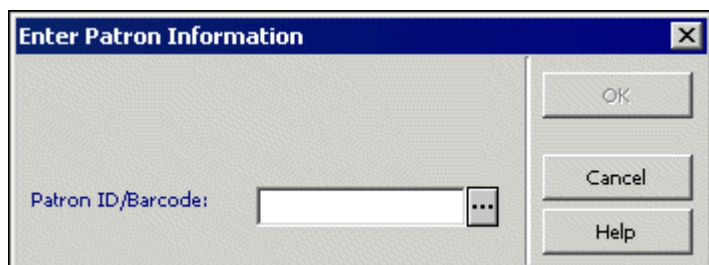 Enter Patron Information
OK
Patron ID/Barcode:
...
Cancel
Help